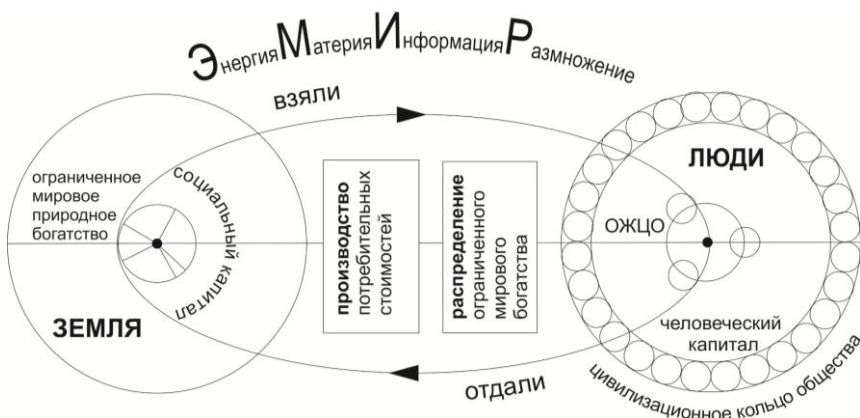 ЭнергияМатерияИнформацияРазмножение
взяли
ограниченное
мировое
природное
богатство
социальный капитал
ЗЕМЛЯ
производство
потребительных
стоимостей
распределение
ограниченного
мирового
богатства
ЛЮДИ
ОЖЦО
человеческий
капитал
цивилизационное кольцо общества
отдали